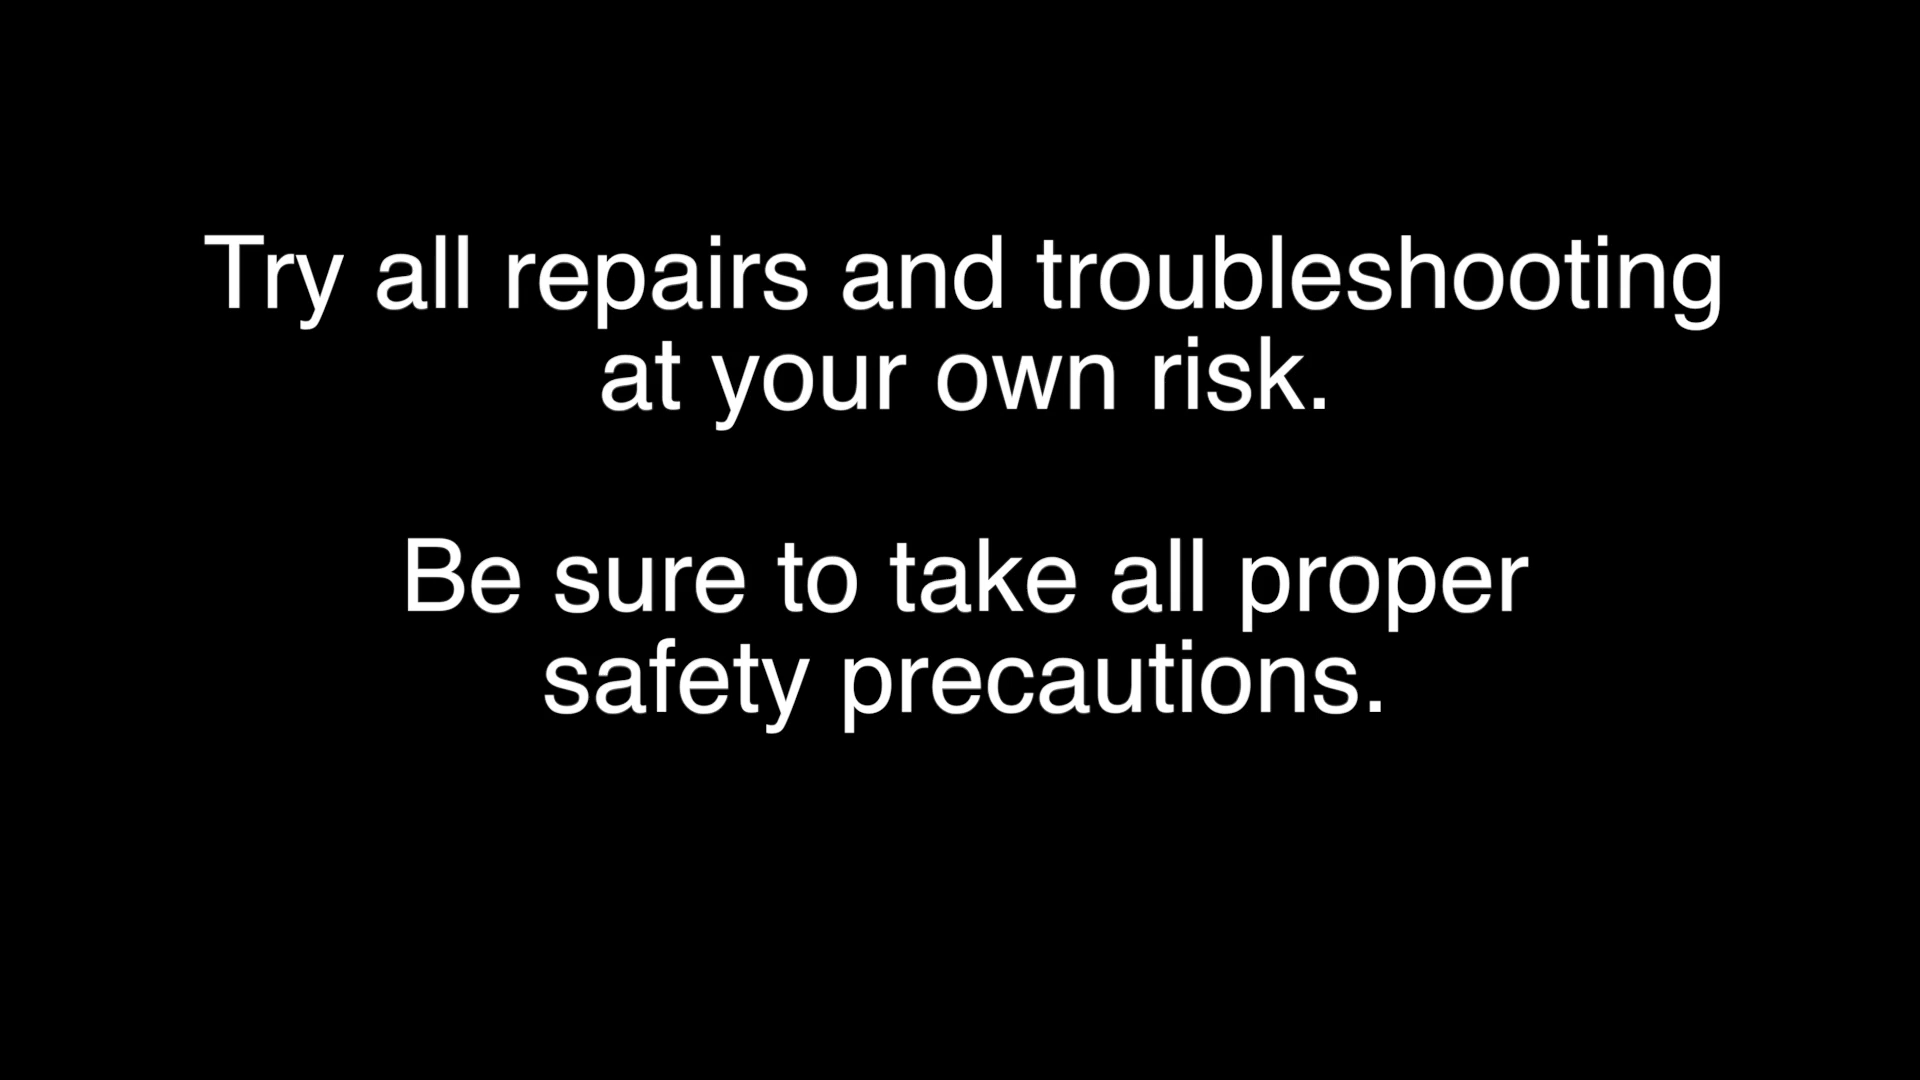 Try all repairs and troubleshooting
at your own risk.
Be sure to take all proper
safety precautions.